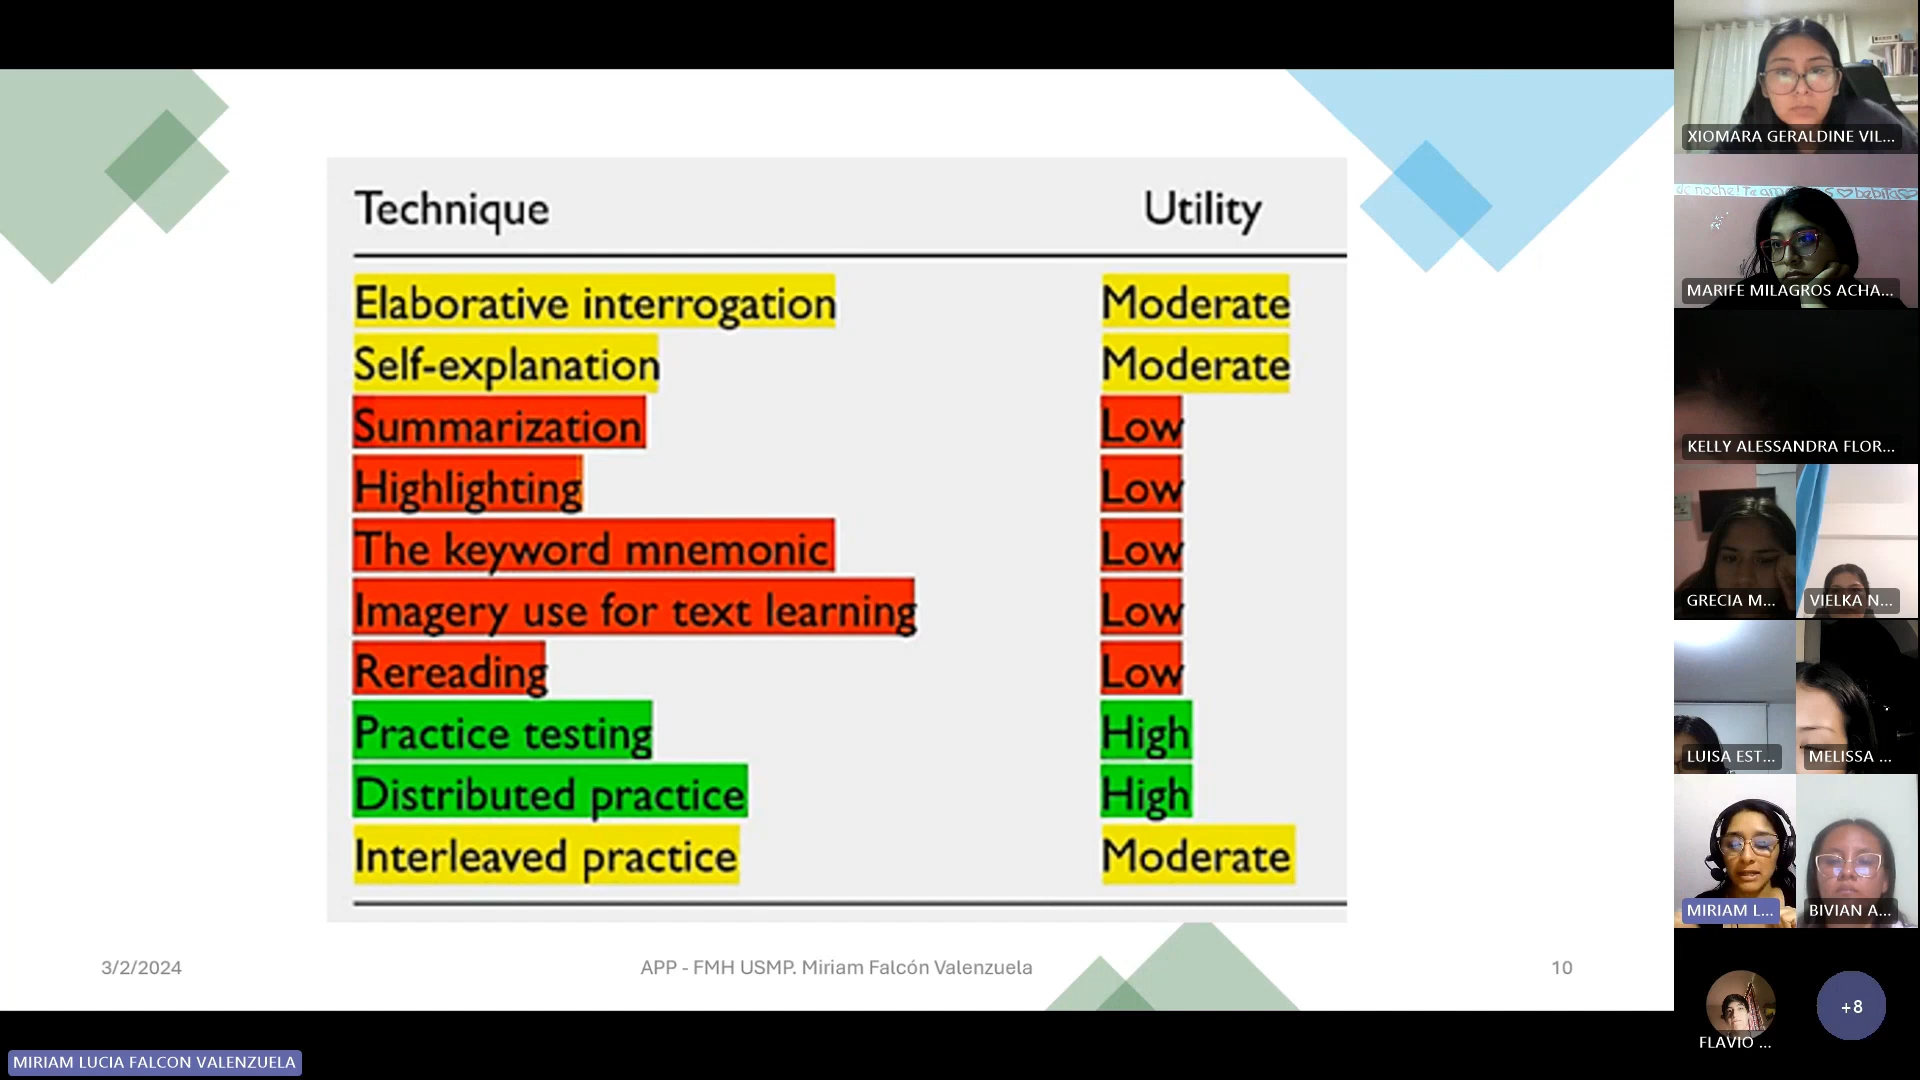 Technique Utility
Elaborative interrogation Moderate
Self-explanation Moderate
Summarization Low
Highlighting Low
The keyword mnemonic Low
Imagery use for text learning Low
Rereading Low
Practice testing High
Distributed practice High
Interleaved practice Moderate
3/2/2024 APP - FMH USMP. Miriam Falcón Valenzuela 10
MIRIAM LUCIA FALCON VALENZUELA
XIOMARA GERALDINE VIL...
MARIFE MILAGROS ACHA...
KELLY ALESSANDRA FLOR...
GRECIA M... VIELKA N...
LUISA EST... MELISSA ...
MIRIAM L... BIVIAN A...
FLAVIO ... +8